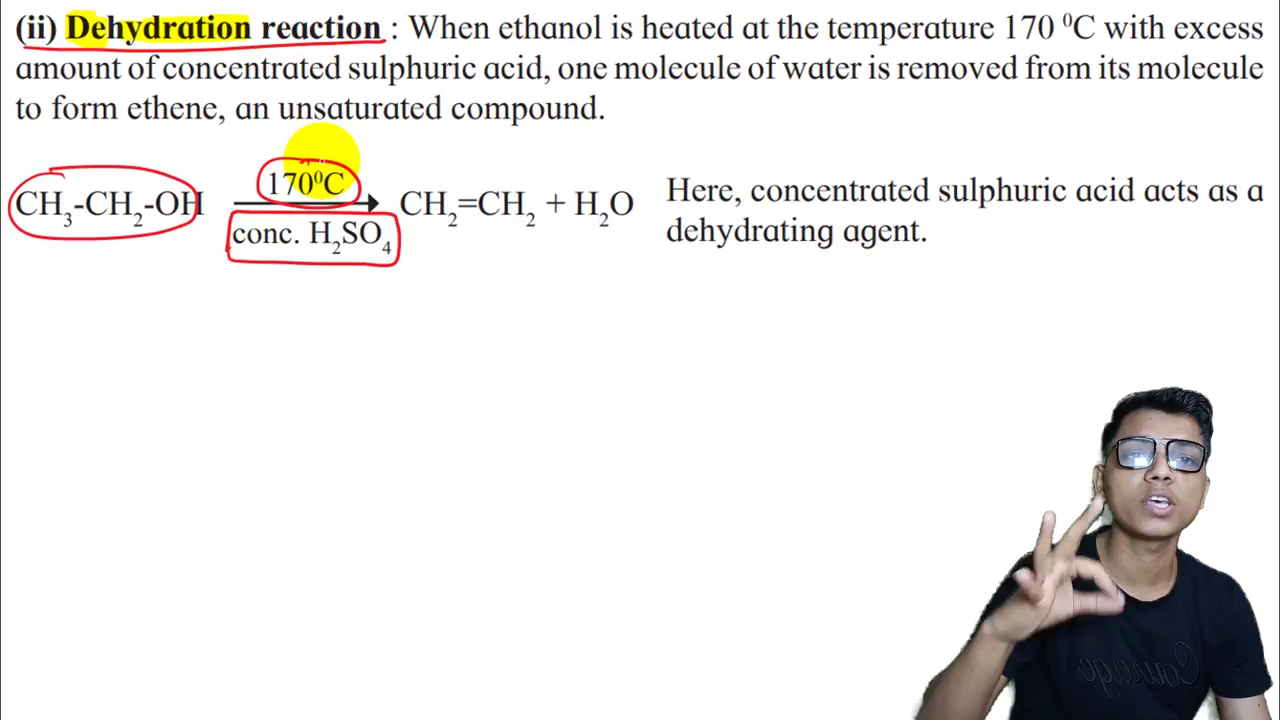 (ii) Dehydration reaction : When ethanol is heated at the temperature 170 ⁰C with excess
amount of concentrated sulphuric acid, one molecule of water is removed from its molecule
to form ethene, an unsaturated compound.
CH₃-CH₂-OH 170⁰C conc. H₂SO₄ → CH₂=CH₂ + H₂O
Here, concentrated sulphuric acid acts as a
dehydrating agent.
Courage